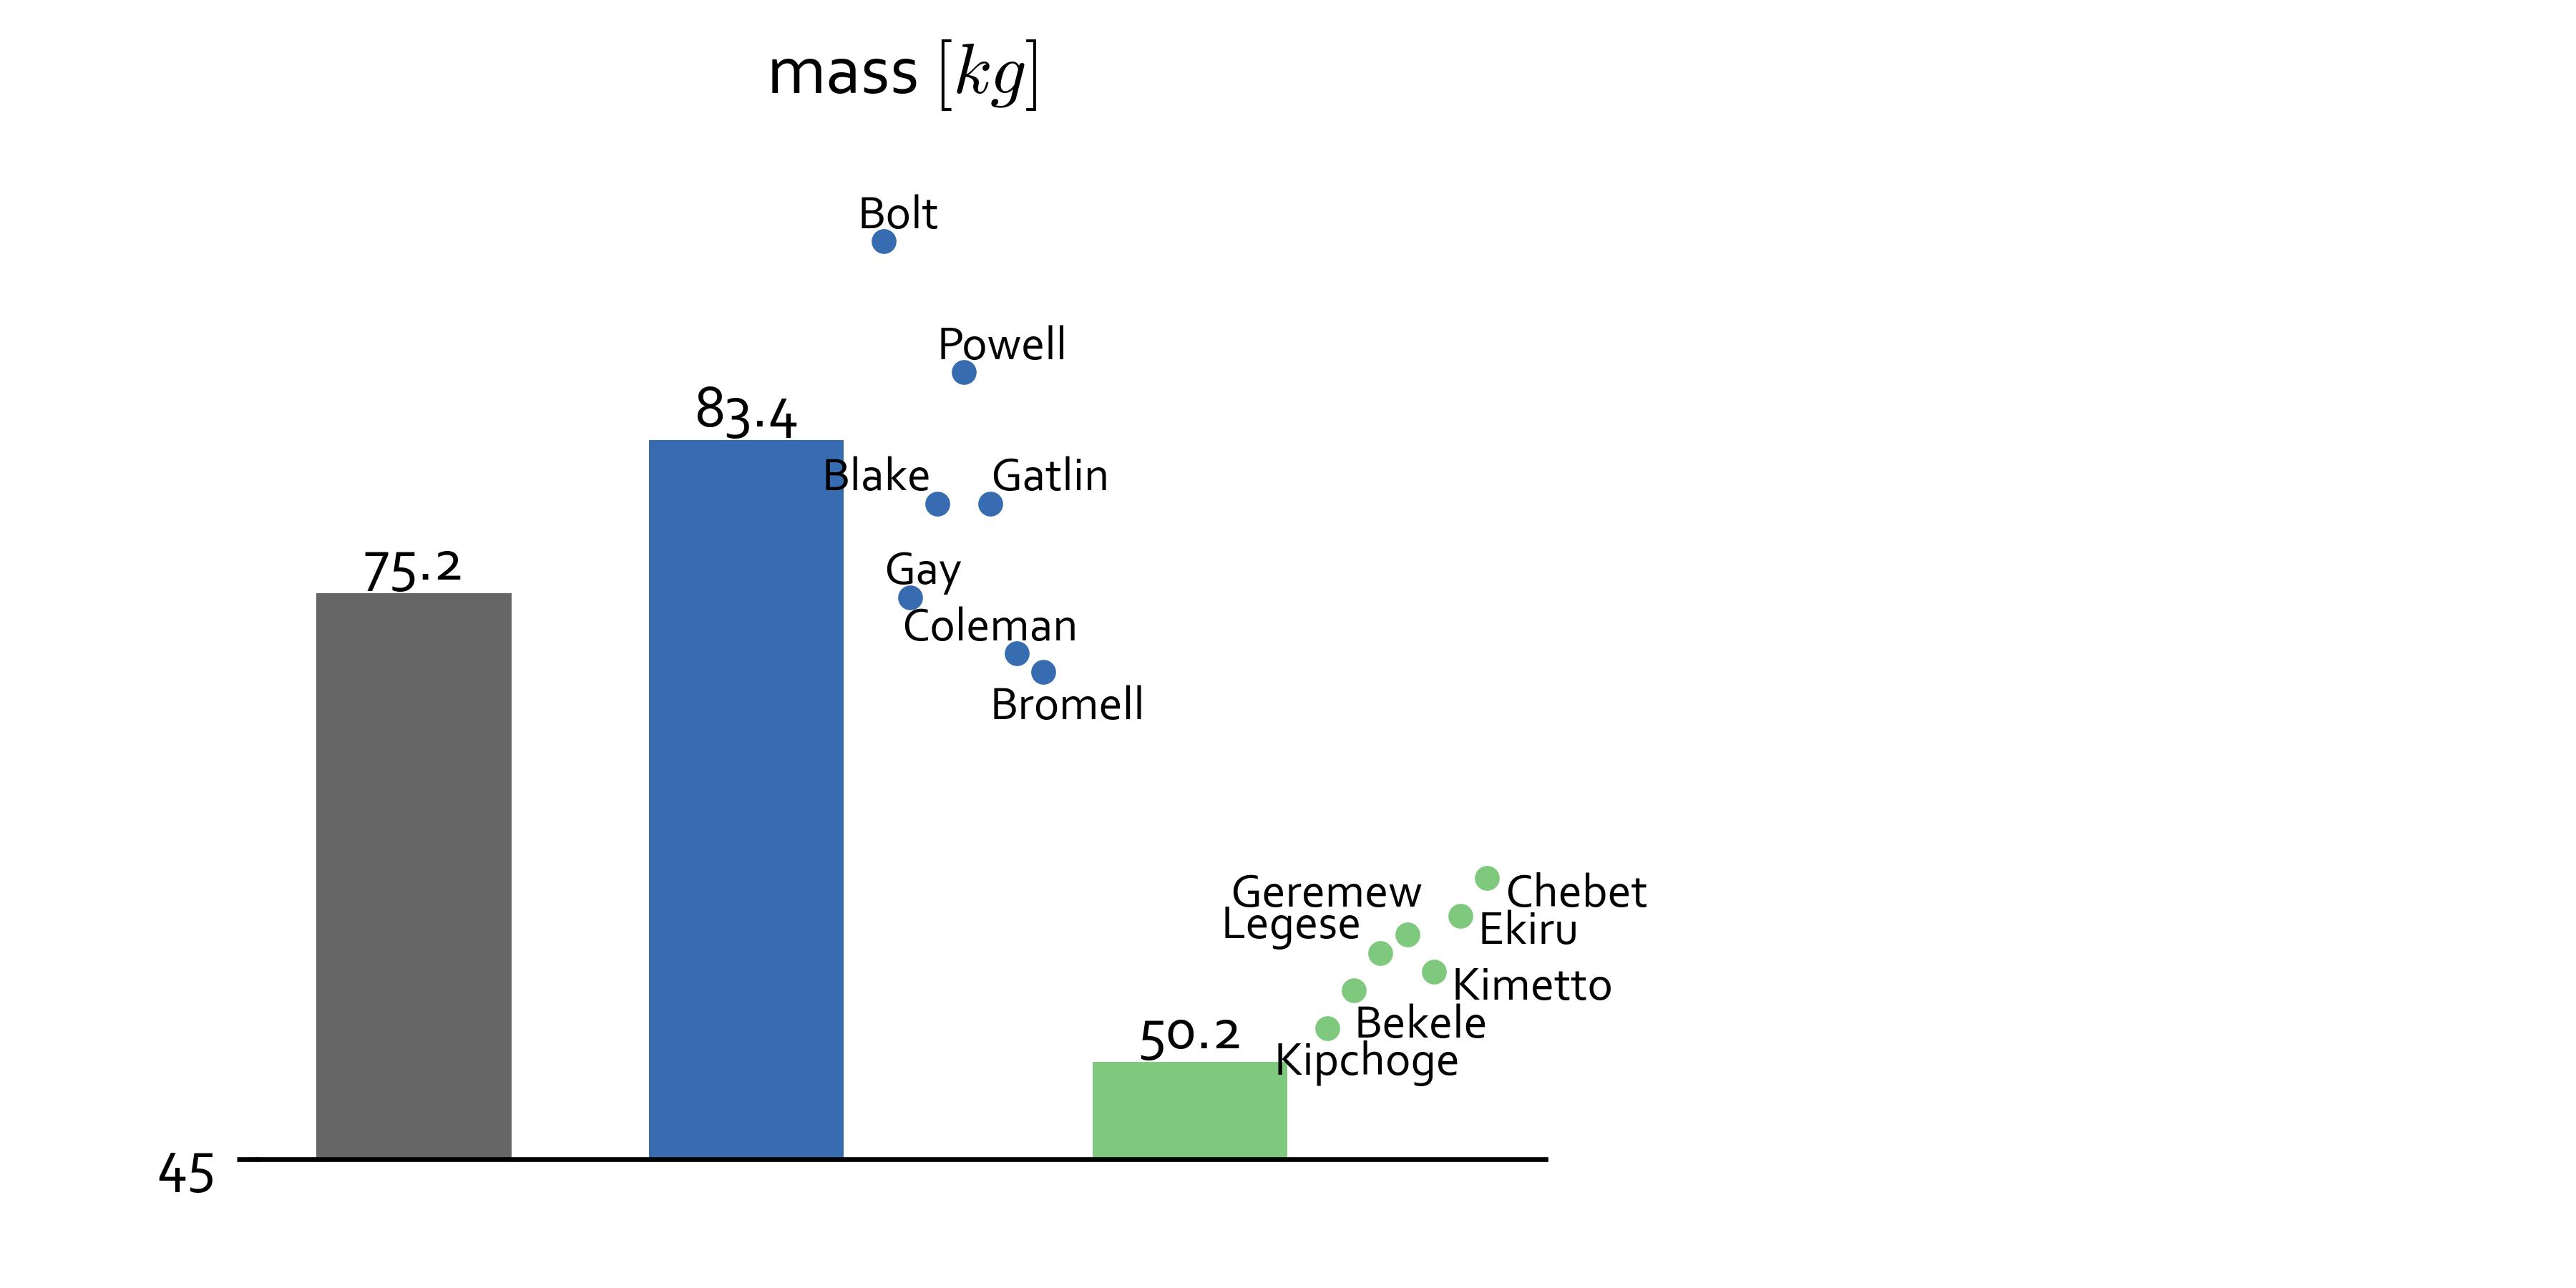 mass [kg]
Bolt
Powell
83.4
Blake
Gatlin
75.2
Gay
Coleman
Bromell
Geremew
Chebet
Legese
Ekiru
Kimetto
Bekele
50.2
Kipchoge
45